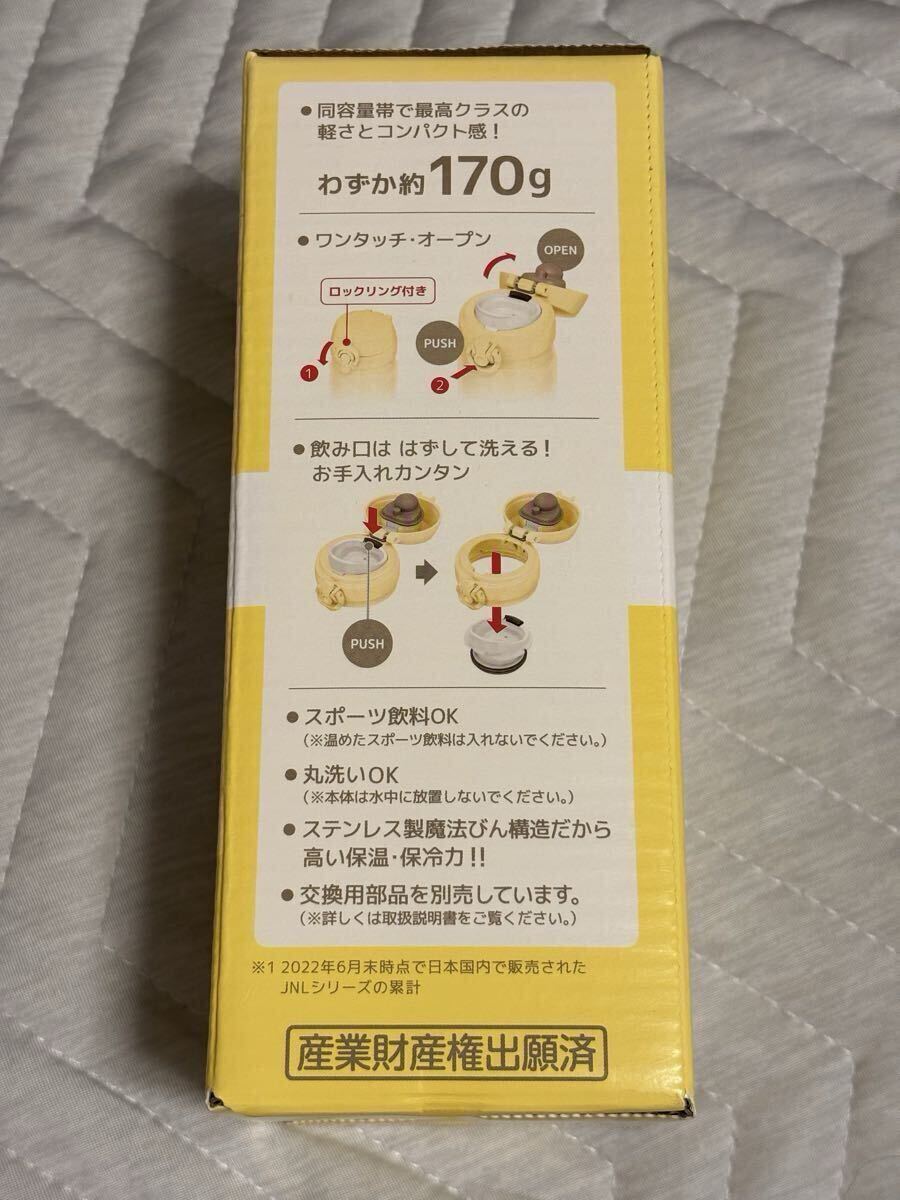 ●同容量帯で最高クラスの
軽さとコンパクト感！
わずか約170g
●ワンタッチ・オープン
OPEN
ロックリング付き
PUSH
1
2
●飲み口は はずして洗える！
お手入れカンタン
PUSH
●スポーツ飲料OK
（※温めたスポーツ飲料は入れないでください。）
●丸洗いOK
（※本体は水中に放置しないでください。）
●ステンレス製魔法びん構造だから
高い保温・保冷力！！
●交換用部品を別売しています。
（※詳しくは取扱説明書をご覧ください。）
※1 2022年6月末時点で日本国内で販売された
JNLシリーズの累計
産業財産権出願済